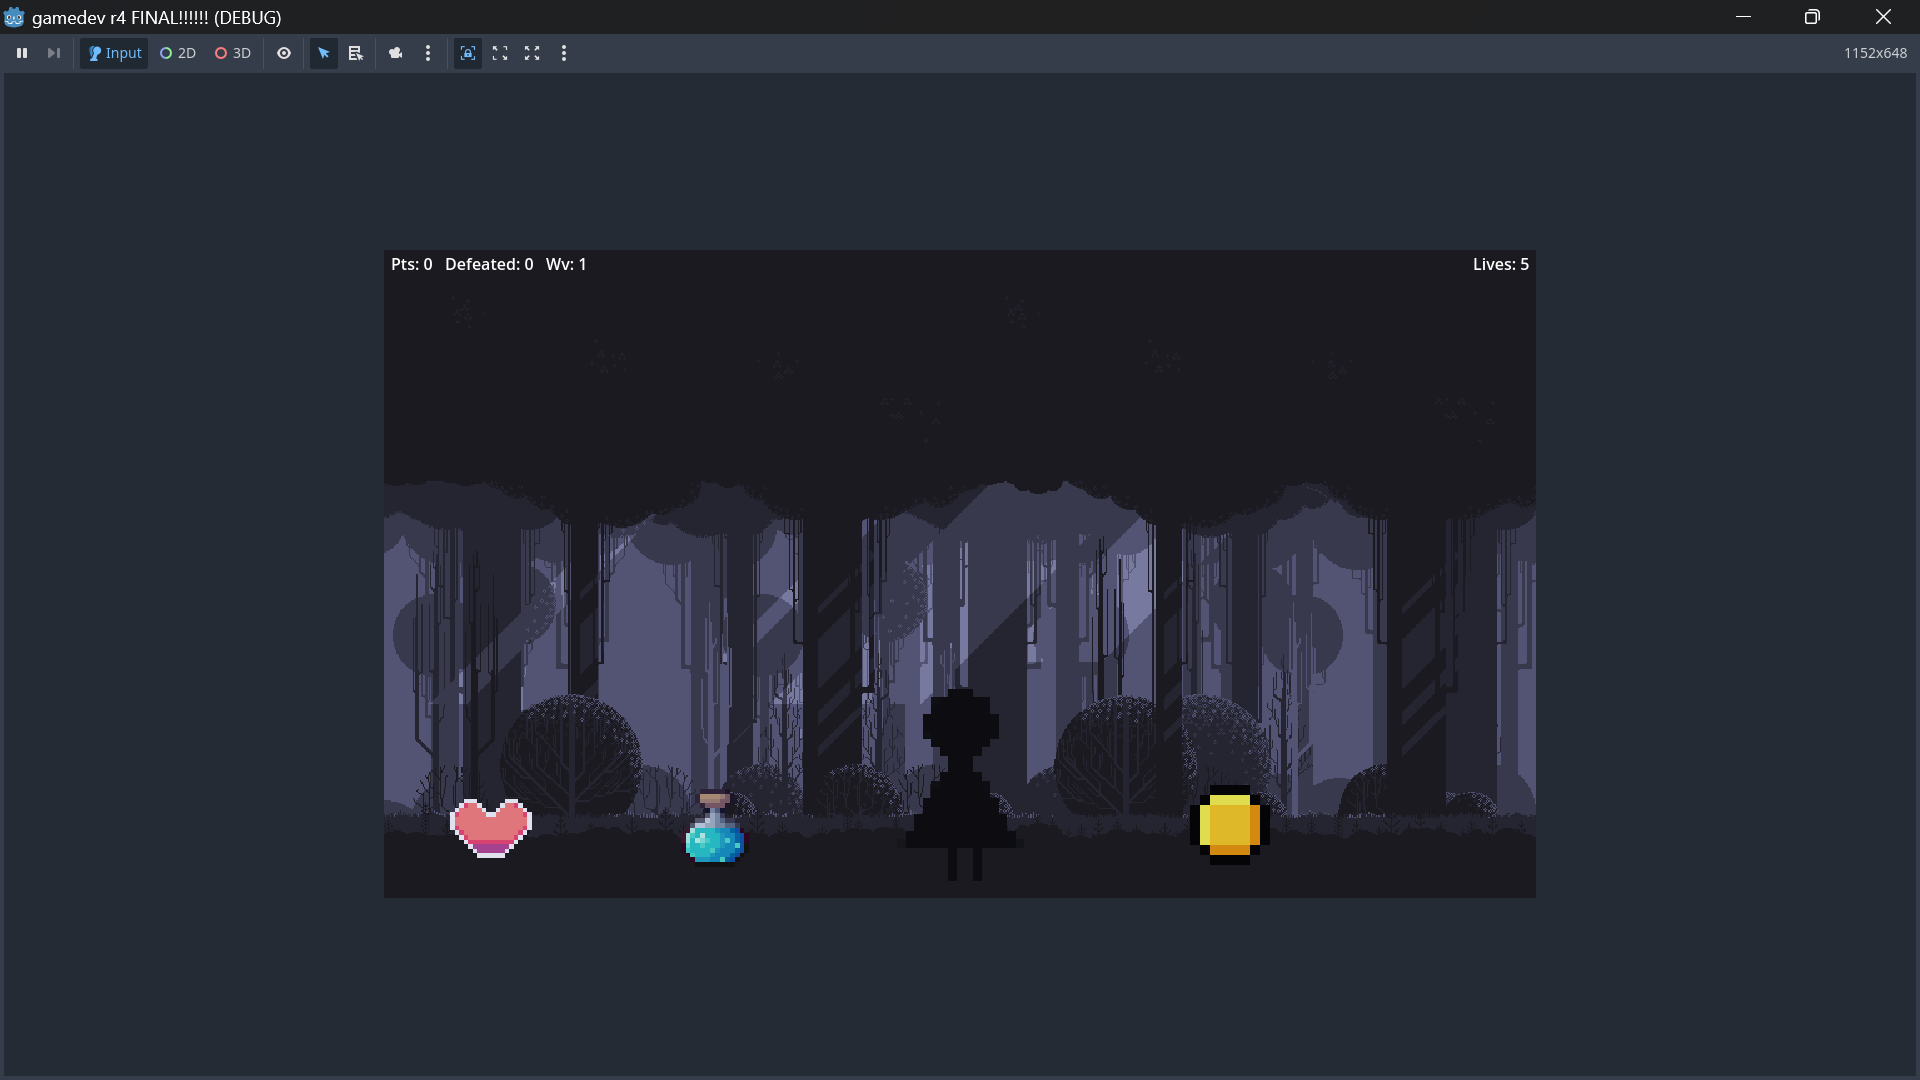 gamedev r4 FINAL!!!!!! (DEBUG)
Input 2D 3D 1152x648
Pts: 0 Defeated: 0 Wv: 1 Lives: 5